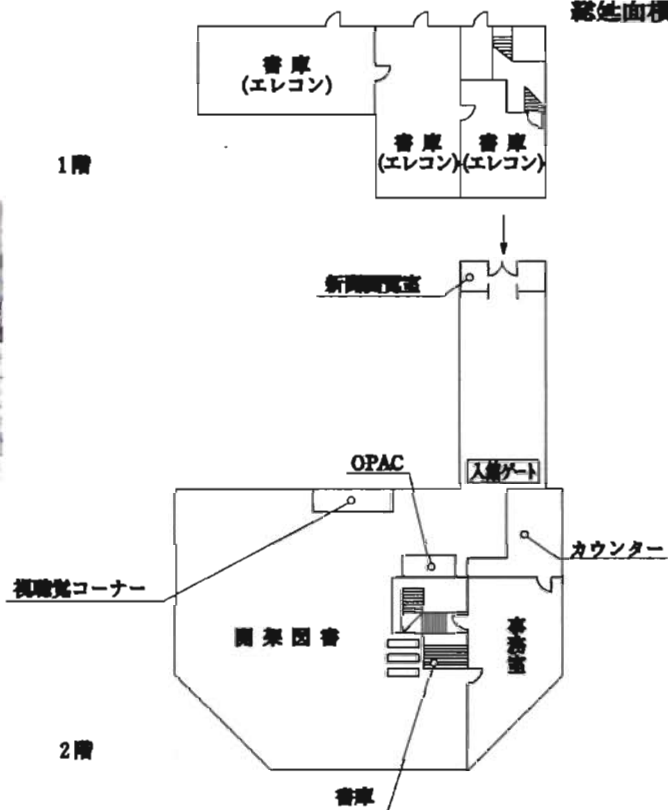 書庫
(エレコン)
書庫
(エレコン)
書庫
(エレコン)
1階
OPAC
入館ゲート
カウンター
視聴覚コーナー
開架図書
事務室
2階
書庫